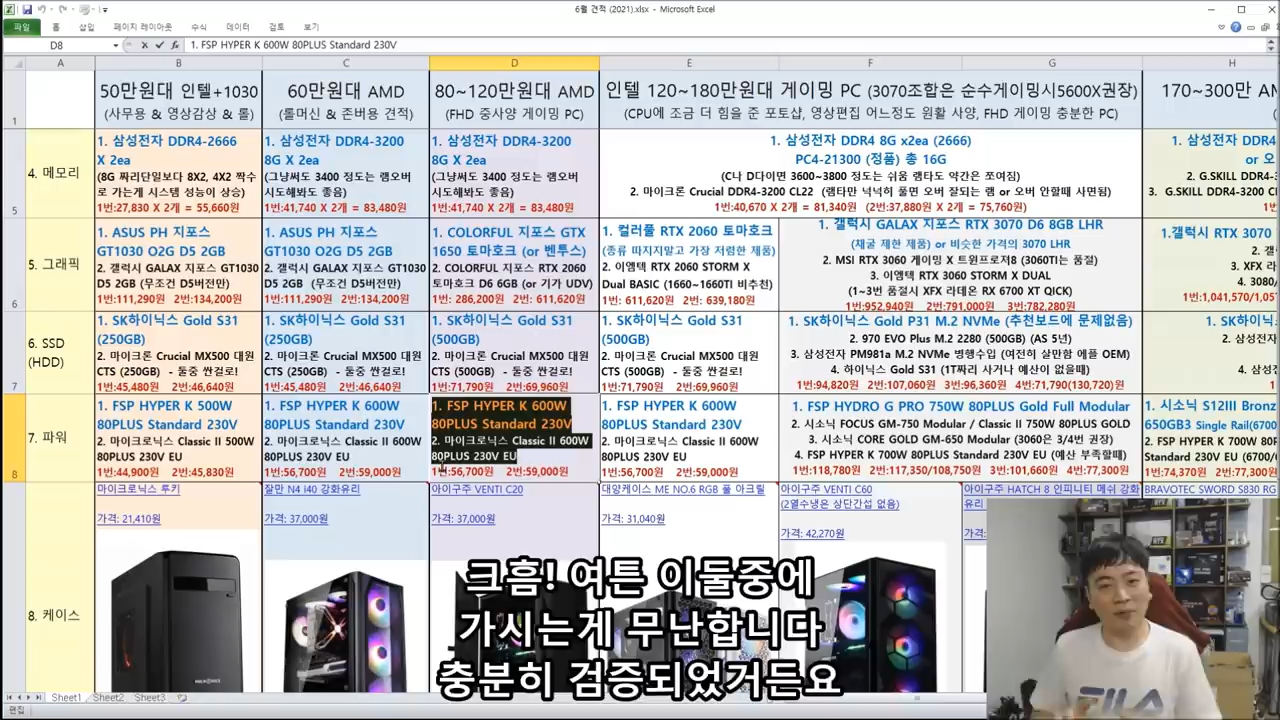 6월 견적 (2021).xlsx - Microsoft Excel
파일 홈 삽입 페이지 레이아웃 수식 데이터 검토 보기
D8 1. FSP HYPER K 600W 80PLUS Standard 230V
A B C D E F G H
1
50만원대 인텔+1030
(사무용 & 영상감상 & 롤)
60만원대 AMD
(롤머신 & 존버용 견적)
80~120만원대 AMD
(FHD 중사양 게이밍 PC)
인텔 120~180만원대 게이밍 PC (3070조합은 순수게이밍시5600X권장)
(CPU에 조금 더 힘을 준 포토샵, 영상편집 어느정도 원활 사양, FHD 게이밍 충분한 PC)
170~300만 AM
5
4. 메모리
1. 삼성전자 DDR4-2666
X 2ea
(8G 짜리단일보다 8X2, 4X2 짝수
로 가는게 시스템 성능이 상승)
1번:27,830 X 2개 = 55,660원
1. 삼성전자 DDR4-3200
8G X 2ea
(그냥써도 3400 정도는 램오버
시도해봐도 좋음)
1번:41,740 X 2개 = 83,480원
1. 삼성전자 DDR4-3200
8G X 2ea
(그냥써도 3400 정도는 램오버
시도해봐도 좋음)
1번:41,740 X 2개 = 83,480원
1. 삼성전자 DDR4 8G x2ea (2666)
PC4-21300 (정품) 총 16G
(C나 D다이면 3600~3800 정도는 쉬움 램타도 약간은 쪼여짐)
2. 마이크론 Crucial DDR4-3200 CL22 (램타만 넉넉히 풀면 오버 잘되는 램 or 오버 안할때 사면됨)
1번:40,670 X 2개 = 81,340원 (2번:37,880원 X 2개 = 75,760원)
1. 삼성전자 DDR4
or 오
2. G.SKILL DDR4
3. G.SKILL DDR4-3200 C
1번
6
5. 그래픽
1. ASUS PH 지포스
GT1030 O2G D5 2GB
2. 갤럭시 GALAX 지포스 GT1030
D5 2GB (무조건 D5버전만)
1번:111,290원 2번:134,200원
1. ASUS PH 지포스
GT1030 O2G D5 2GB
2. 갤럭시 GALAX 지포스 GT1030
D5 2GB (무조건 D5버전만)
1번:111,290원 2번:134,200원
1. COLORFUL 지포스 GTX
1650 토마호크 (or 벤투스)
2. COLORFUL 지포스 RTX 2060
토마호크 D6 6GB (or 기가 UDV)
1번: 286,200원 2번: 611,620원
1. 컬러풀 RTX 2060 토마호크
(종류 따지지말고 가장 저렴한 제품)
2. 이엠텍 RTX 2060 STORM X
Dual BASIC (1660~1660TI 비추천)
1번: 611,620원 2번: 639,180원
1. 갤럭시 GALAX 지포스 RTX 3070 D6 8GB LHR
(채굴 제한 제품) or 비슷한 가격의 3070 LHR
2. MSI RTX 3060 게이밍 X 트윈프로져8 (3060TI는 품절)
3. 이엠텍 RTX 3060 STORM X DUAL
(1~3번 품절시 XFX 라데온 RX 6700 XT QICK)
1번:952,940원 2번:791,000원 3번:782,280원
1.갤럭시 RTX 3070
2. 갤
3. XFX 라
4. 3080/
1번:1,041,570/1,057
7
6. SSD
(HDD)
1. SK하이닉스 Gold S31
(250GB)
2. 마이크론 Crucial MX500 대원
CTS (250GB) - 둘중 싼걸로!
1번:45,480원 2번:46,640원
1. SK하이닉스 Gold S31
(250GB)
2. 마이크론 Crucial MX500 대원
CTS (250GB) - 둘중 싼걸로!
1번:45,480원 2번:46,640원
1. SK하이닉스 Gold S31
(500GB)
2. 마이크론 Crucial MX500 대원
CTS (500GB) - 둘중 싼걸로!
1번:71,790원 2번:69,960원
1. SK하이닉스 Gold S31
(500GB)
2. 마이크론 Crucial MX500 대원
CTS (500GB) - 둘중 싼걸로!
1번:71,790원 2번:69,960원
1. SK하이닉스 Gold P31 M.2 NVMe (추천보드에 문제없음)
2. 970 EVO Plus M.2 2280 (500GB) (AS 5년)
3. 삼성전자 PM981a M.2 NVMe 병행수입 (여전히 살만함 에플 OEM)
4. 하이닉스 Gold S31 (1T짜리 사거나 예산이 없을때)
1번:94,820원 2번:107,060원 3번:96,360원 4번:71,790(130,720원)
1. SK하이닉
2. 삼
4. 삼성
1번
8
7. 파워
1. FSP HYPER K 500W
80PLUS Standard 230V
2. 마이크로닉스 Classic II 500W
80PLUS 230V EU
1번:44,900원 2번:45,830원
1. FSP HYPER K 600W
80PLUS Standard 230V
2. 마이크로닉스 Classic II 600W
80PLUS 230V EU
1번:56,700원 2번:59,000원
1. FSP HYPER K 600W
80PLUS Standard 230V
2. 마이크로닉스 Classic II 600W
80PLUS 230V EU
1번:56,700원 2번:59,000원
1. FSP HYPER K 600W
80PLUS Standard 230V
2. 마이크로닉스 Classic II 600W
80PLUS 230V EU
1번:56,700원 2번:59,000원
1. FSP HYDRO G PRO 750W 80PLUS Gold Full Modular
2. 시소닉 FOCUS GM-750 Modular / Classic II 750W 80PLUS GOLD
3. 시소닉 CORE GOLD GM-650 Modular (3060은 3/4번 권장)
4. FSP HYPER K 700W 80PLUS Standard 230V EU (예산 부족할때)
1번:118,780원 2번:117,350/108,750원 3번:101,660원 4번:77,300원
1. 시소닉 S12III Bronz
650GB3 Single Rail(6700
2. FSP HYPER K 700W 80P
Standard 230V EU (6700/
1번:74,370원 2번:77,300원
8. 케이스
마이크로닉스 루키
가격: 21,410원
잘만 N4 I40 강화유리
가격: 37,000원
아이구주 VENTI C20
가격: 37,000원
대양케이스 ME NO.6 RGB 풀 아크릴
가격: 31,040원
아이구주 VENTI C60
(2열수냉은 상단간섭 없음)
가격: 42,270원
아이구주 HATCH 8 인피니티 메쉬 강화
유리
가격:
BRAVOTEC SWORD S830 RG
크흠! 여튼 이둘중에
가시는게 무난합니다
충분히 검증되었거든요
FILA
Sheet1 Sheet2 Sheet3
편집